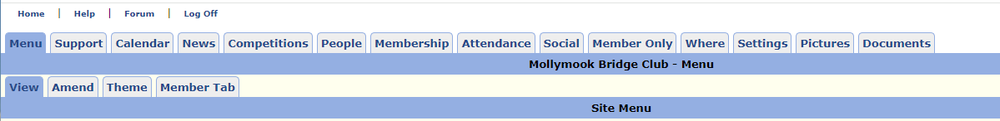 Home | Help | Forum | Log Off
Menu Support Calendar News Competitions People Membership Attendance Social Member Only Where Settings Pictures Documents
Mollymook Bridge Club - Menu
View Amend Theme Member Tab
Site Menu